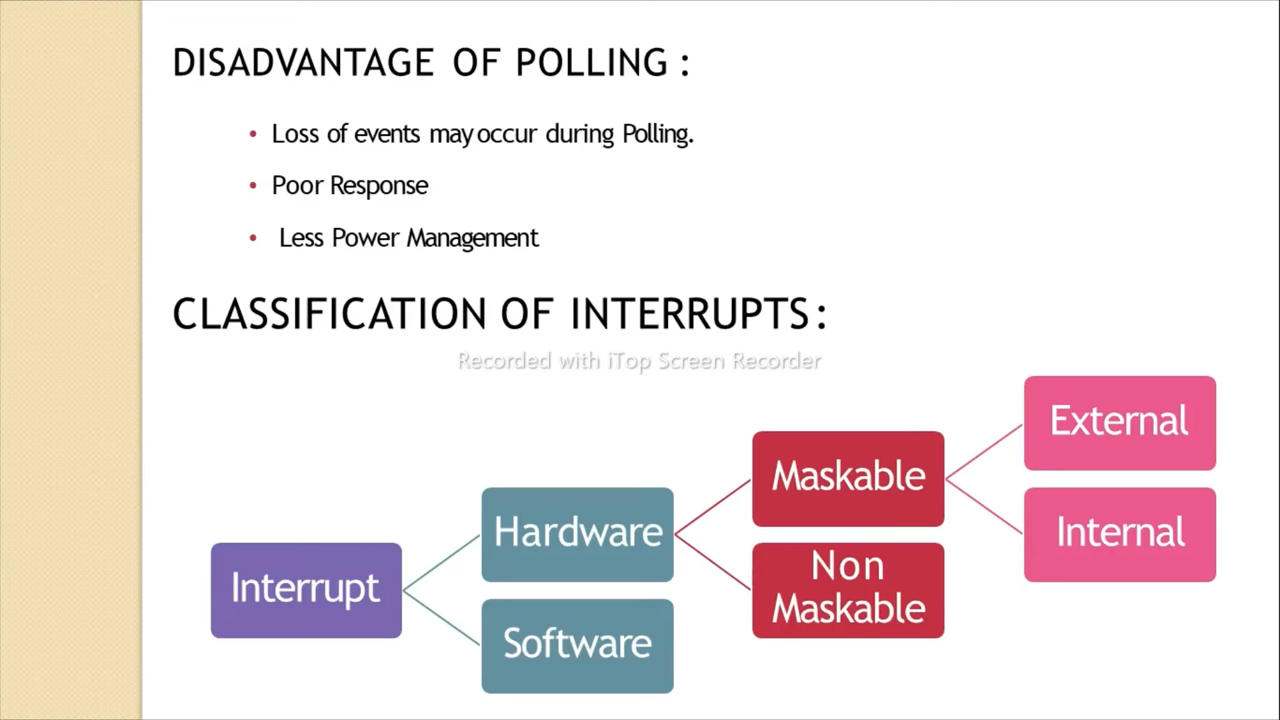 DISADVANTAGE OF POLLING :
• Loss of events may occur during Polling.
• Poor Response
• Less Power Management
CLASSIFICATION OF INTERRUPTS :
Recorded with iTop Screen Recorder
Interrupt
Hardware
Software
Maskable
Non
Maskable
External
Internal